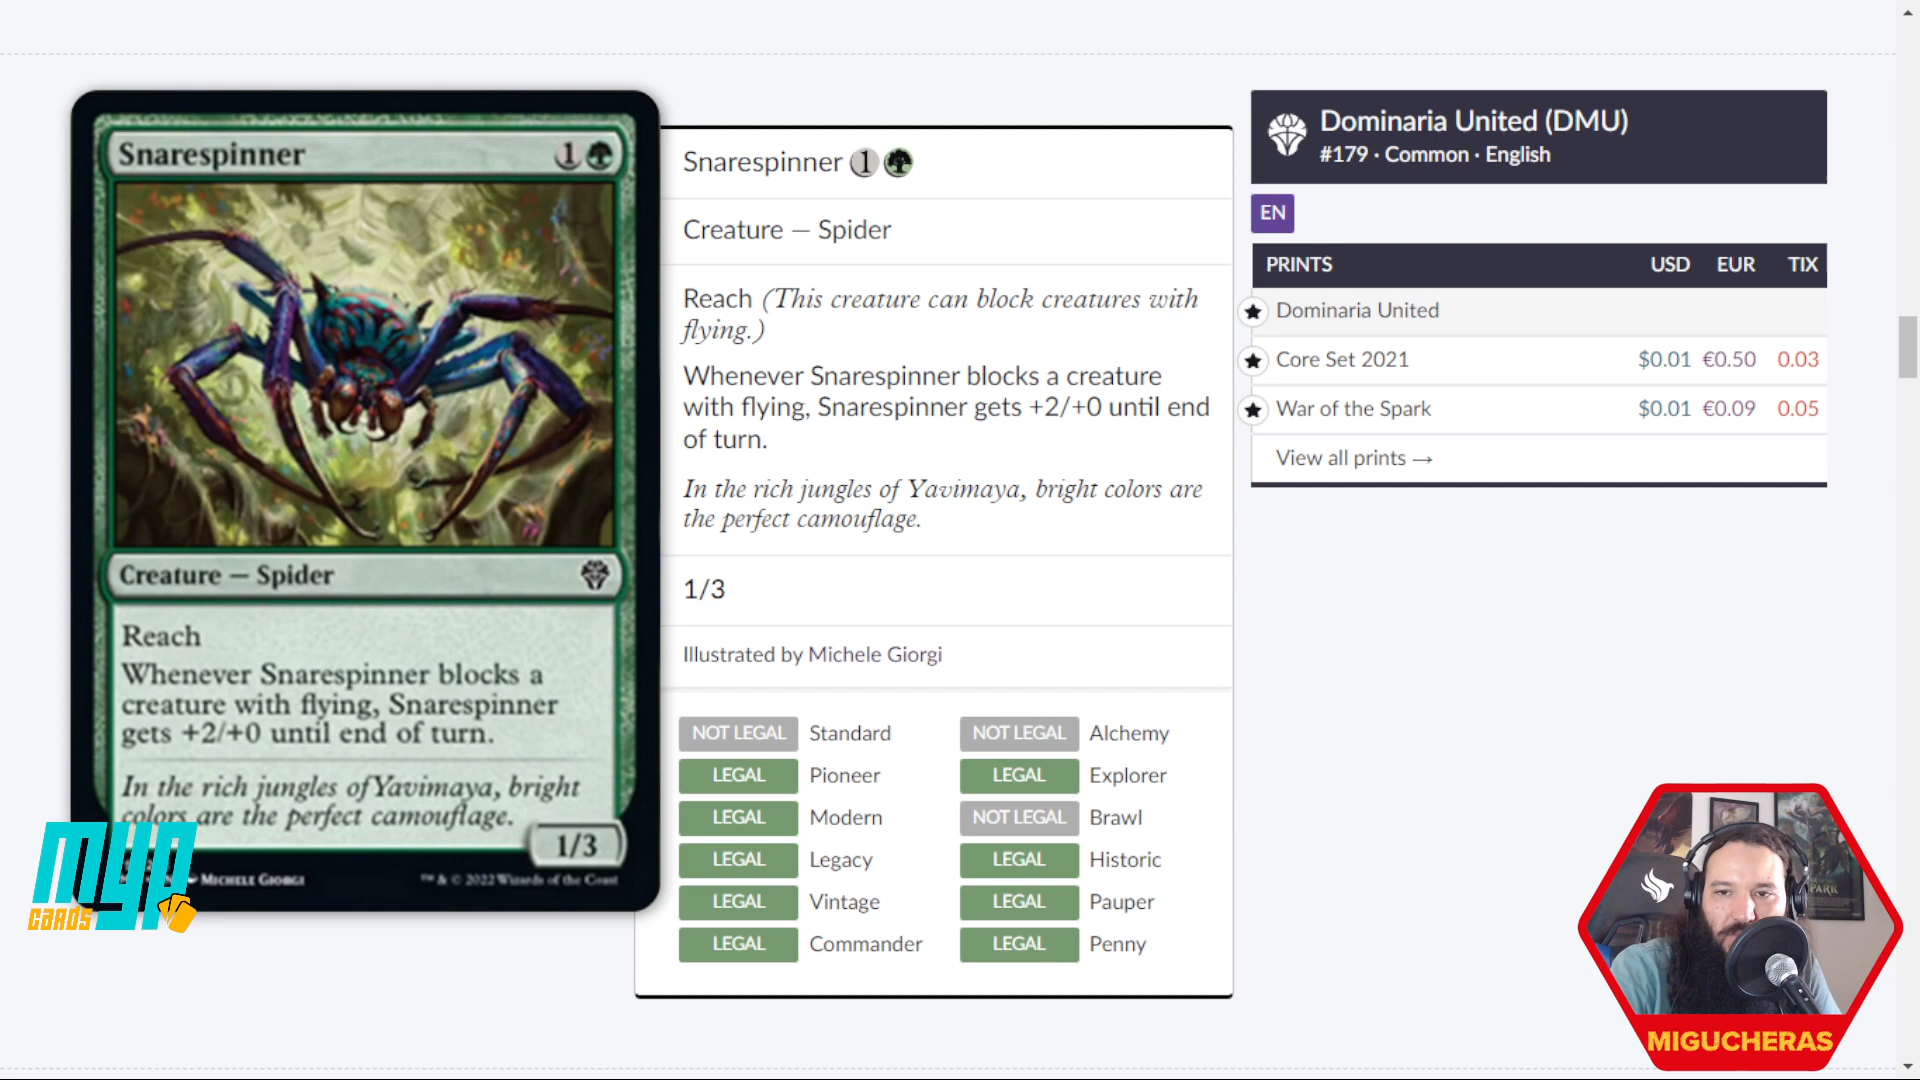 Snarespinner 1
Creature — Spider
Reach
Whenever Snarespinner blocks a
creature with flying, Snarespinner
gets +2/+0 until end of turn.
In the rich jungles of Yavimaya, bright
colors are the perfect camouflage.
1/3
Michele Giorgi
™ & © 2022 Wizards of the Coast
myp
cards
Snarespinner 1
Creature — Spider
Reach (This creature can block creatures with
flying.)
Whenever Snarespinner blocks a creature
with flying, Snarespinner gets +2/+0 until end
of turn.
In the rich jungles of Yavimaya, bright colors are
the perfect camouflage.
1/3
Illustrated by Michele Giorgi
NOT LEGAL Standard NOT LEGAL Alchemy
LEGAL Pioneer LEGAL Explorer
LEGAL Modern NOT LEGAL Brawl
LEGAL Legacy LEGAL Historic
LEGAL Vintage LEGAL Pauper
LEGAL Commander LEGAL Penny
Dominaria United (DMU)
#179 · Common · English
EN
PRINTS USD EUR TIX
Dominaria United
Core Set 2021 $0.01 €0.50 0.03
War of the Spark $0.01 €0.09 0.05
View all prints →
PARK
MIGUCHERAS